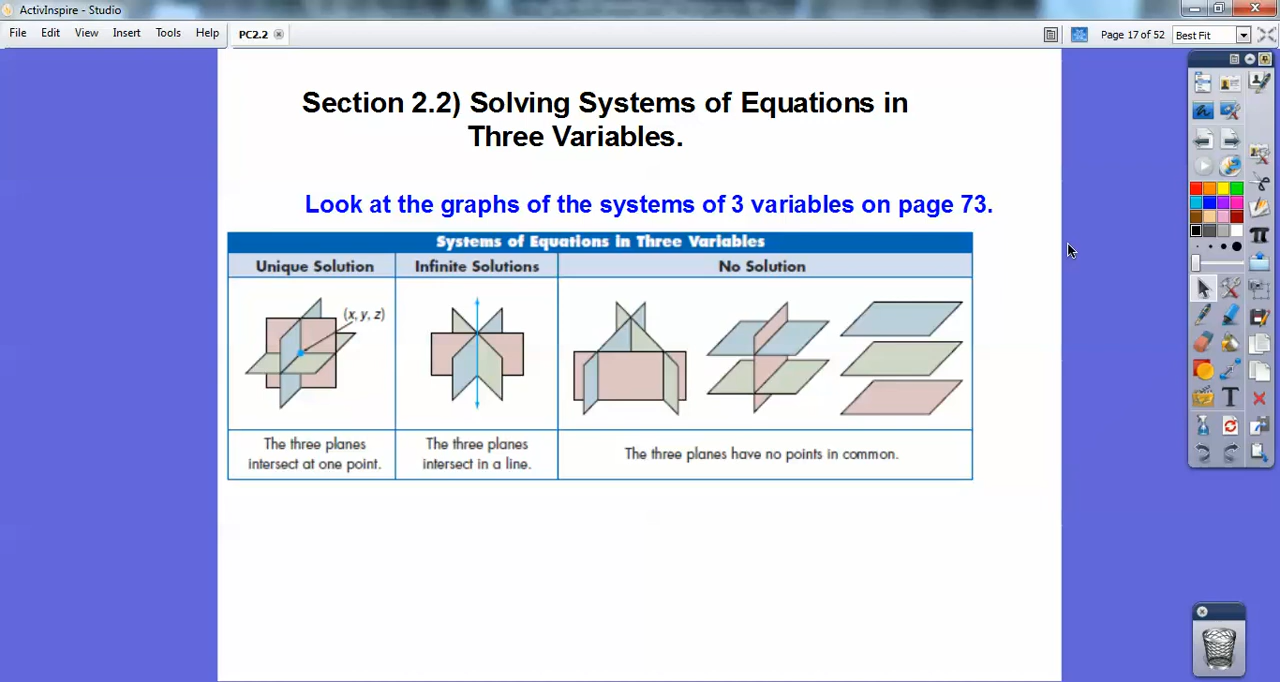 ActivInspire - Studio
File Edit View Insert Tools Help
PC2.2
Page 17 of 52
Best Fit
Section 2.2) Solving Systems of Equations in
Three Variables.
Look at the graphs of the systems of 3 variables on page 73.
Systems of Equations in Three Variables
Unique Solution
Infinite Solutions
No Solution
(x, y, z)
The three planes
intersect at one point.
The three planes
intersect in a line.
The three planes have no points in common.